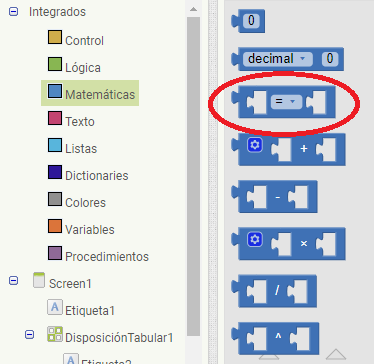 Integrados
Control
Lógica
Matemáticas
Texto
Listas
Dictionaries
Colores
Variables
Procedimientos
Screen1
Etiqueta1
DisposiciónTabular1
0
decimal 0
=
+
-
×
/
^